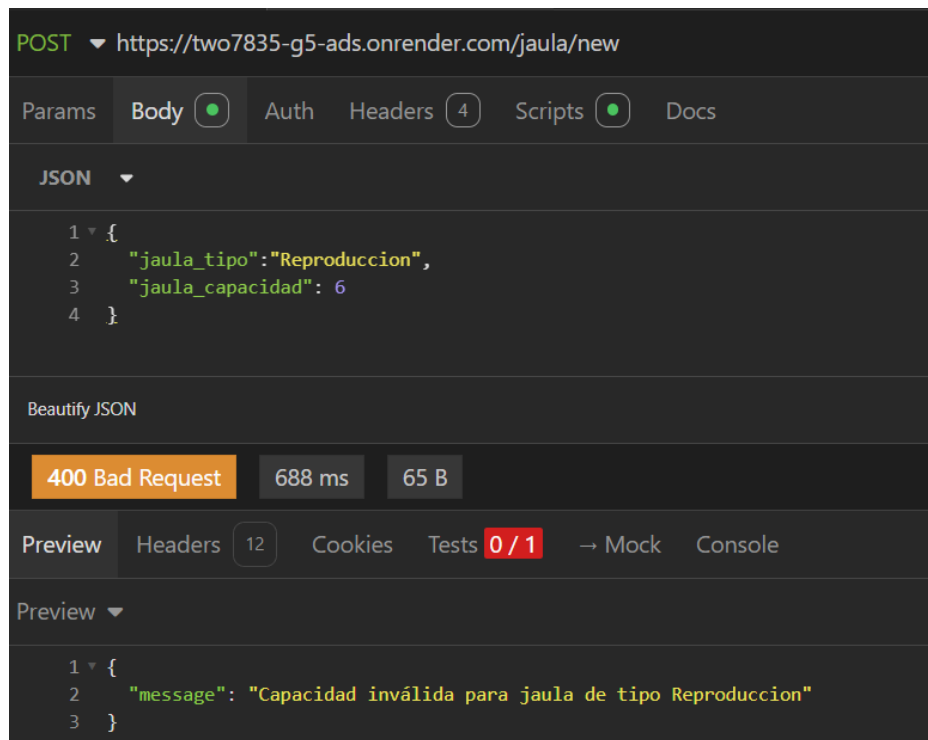 POST https://two7835-g5-ads.onrender.com/jaula/new
Params Body Auth Headers 4 Scripts Docs
JSON
1 {
2 "jaula_tipo":"Reproduccion",
3 "jaula_capacidad": 6
4 }
Beautify JSON
400 Bad Request 688 ms 65 B
Preview Headers 12 Cookies Tests 0 / 1 → Mock Console
Preview
1 {
2 "message": "Capacidad inválida para jaula de tipo Reproduccion"
3 }